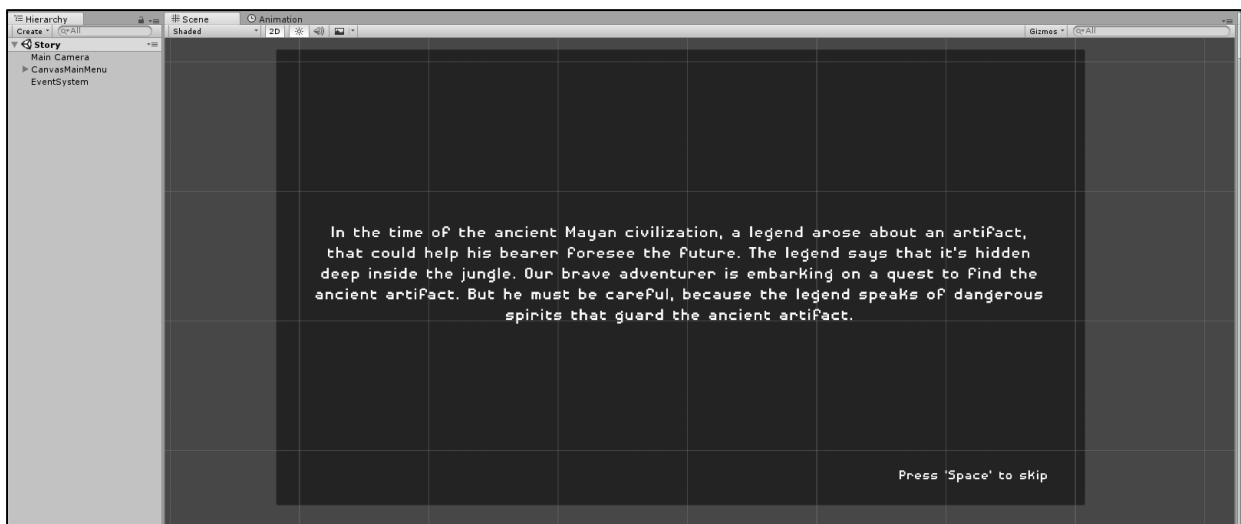 Hierarchy
Create
All
Story
Main Camera
CanvasMainMenu
EventSystem
Scene
Animation
Shaded
2D
Gizmos
All
In the time of the ancient Mayan civilization, a legend arose about an artifact,
that could help his bearer foresee the future. The legend says that it's hidden
deep inside the jungle. Our brave adventurer is embarking on a quest to find the
ancient artifact. But he must be careful, because the legend speaks of dangerous
spirits that guard the ancient artifact.
Press 'Space' to skip